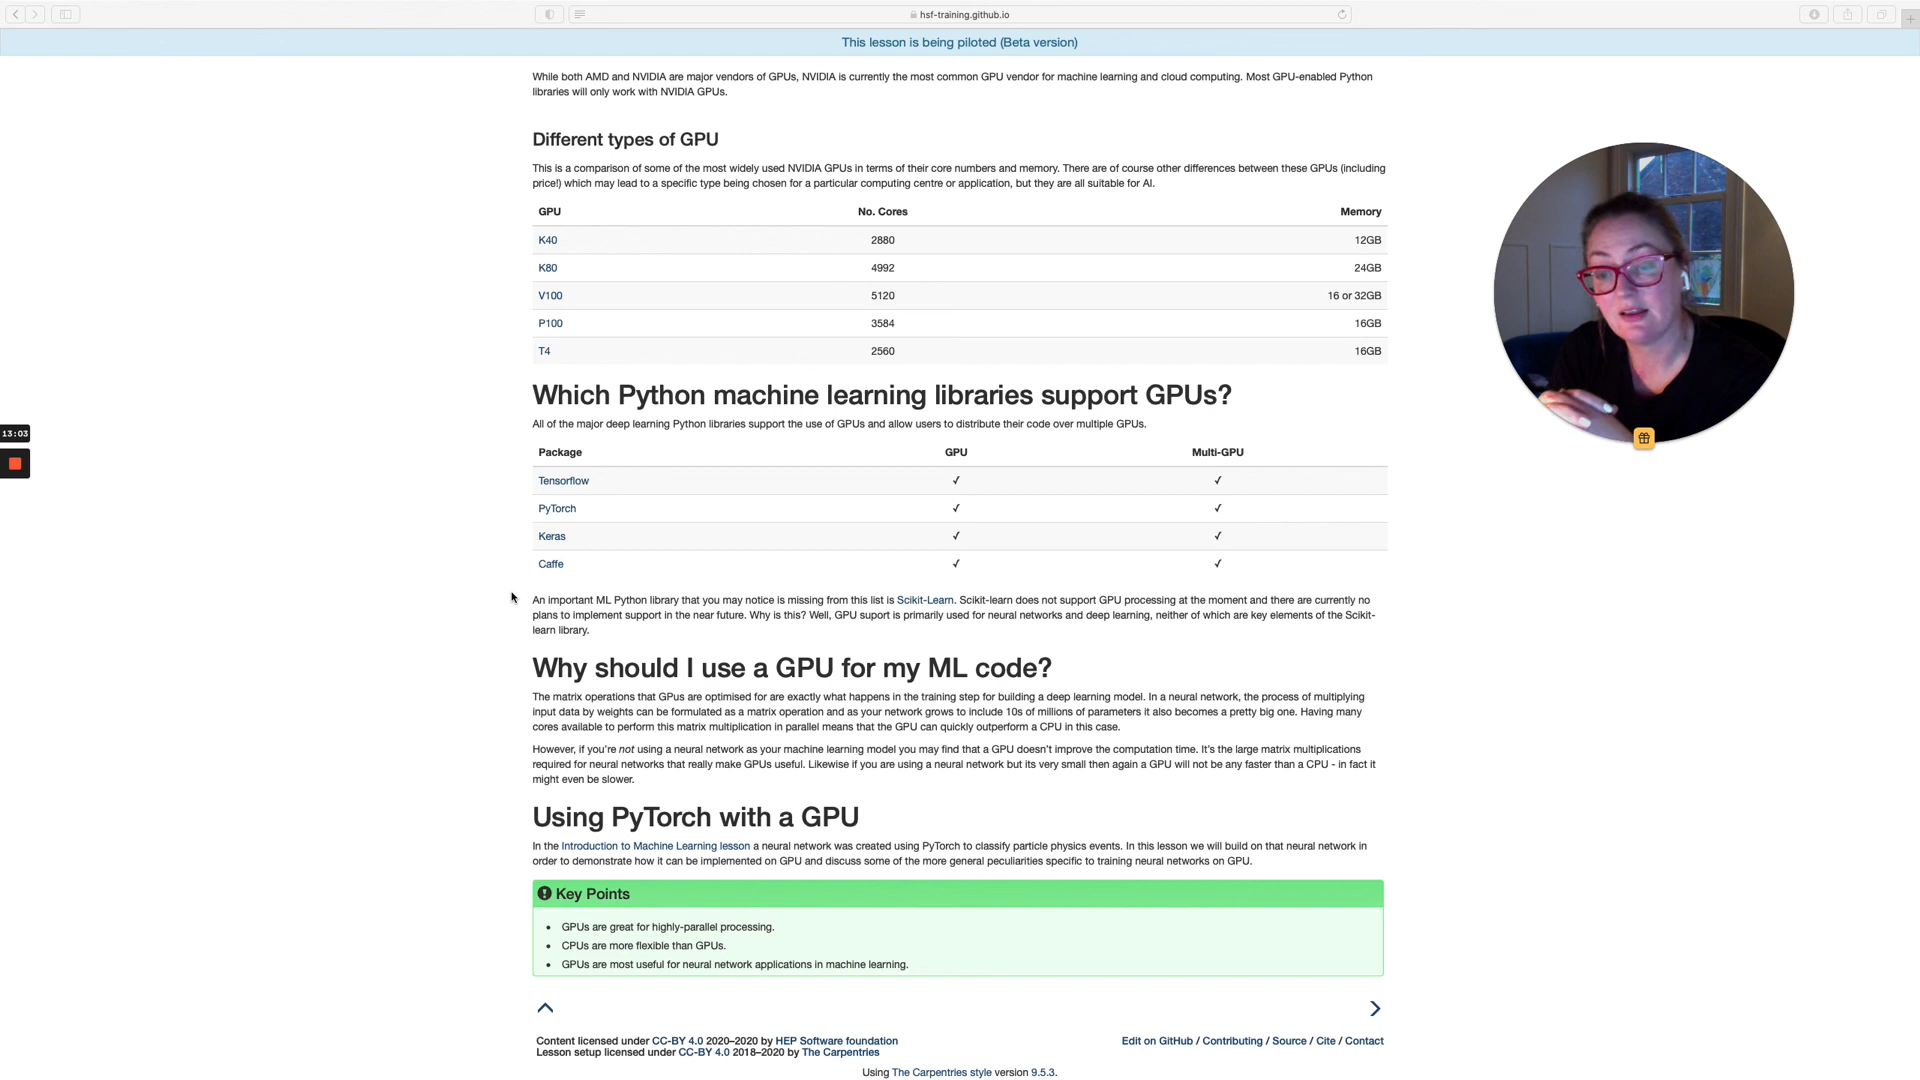 hsf-training.github.io
This lesson is being piloted (Beta version)
While both AMD and NVIDIA are major vendors of GPUs, NVIDIA is currently the most common GPU vendor for machine learning and cloud computing. Most GPU-enabled Python
libraries will only work with NVIDIA GPUs.
Different types of GPU
This is a comparison of some of the most widely used NVIDIA GPUs in terms of their core numbers and memory. There are of course other differences between these GPUs (including
price!) which may lead to a specific type being chosen for a particular computing centre or application, but they are all suitable for AI.
GPU No. Cores Memory
K40 2880 12GB
K80 4992 24GB
V100 5120 16 or 32GB
P100 3584 16GB
T4 2560 16GB
Which Python machine learning libraries support GPUs?
All of the major deep learning Python libraries support the use of GPUs and allow users to distribute their code over multiple GPUs.
Package GPU Multi-GPU
Tensorflow ✓ ✓
PyTorch ✓ ✓
Keras ✓ ✓
Caffe ✓ ✓
An important ML Python library that you may notice is missing from this list is Scikit-Learn. Scikit-learn does not support GPU processing at the moment and there are currently no
plans to implement support in the near future. Why is this? Well, GPU suport is primarily used for neural networks and deep learning, neither of which are key elements of the Scikit-
learn library.
Why should I use a GPU for my ML code?
The matrix operations that GPus are optimised for are exactly what happens in the training step for building a deep learning model. In a neural network, the process of multiplying
input data by weights can be formulated as a matrix operation and as your network grows to include 10s of millions of parameters it also becomes a pretty big one. Having many
cores available to perform this matrix multiplication in parallel means that the GPU can quickly outperform a CPU in this case.
However, if you're not using a neural network as your machine learning model you may find that a GPU doesn't improve the computation time. It's the large matrix multiplications
required for neural networks that really make GPUs useful. Likewise if you are using a neural network but its very small then again a GPU will not be any faster than a CPU - in fact it
might even be slower.
Using PyTorch with a GPU
In the Introduction to Machine Learning lesson a neural network was created using PyTorch to classify particle physics events. In this lesson we will build on that neural network in
order to demonstrate how it can be implemented on GPU and discuss some of the more general peculiarities specific to training neural networks on GPU.
Key Points
• GPUs are great for highly-parallel processing.
• CPUs are more flexible than GPUs.
• GPUs are most useful for neural network applications in machine learning.
Content licensed under CC-BY 4.0 2020–2020 by HEP Software foundation
Lesson setup licensed under CC-BY 4.0 2018–2020 by The Carpentries
Edit on GitHub / Contributing / Source / Cite / Contact
Using The Carpentries style version 9.5.3.
13:03